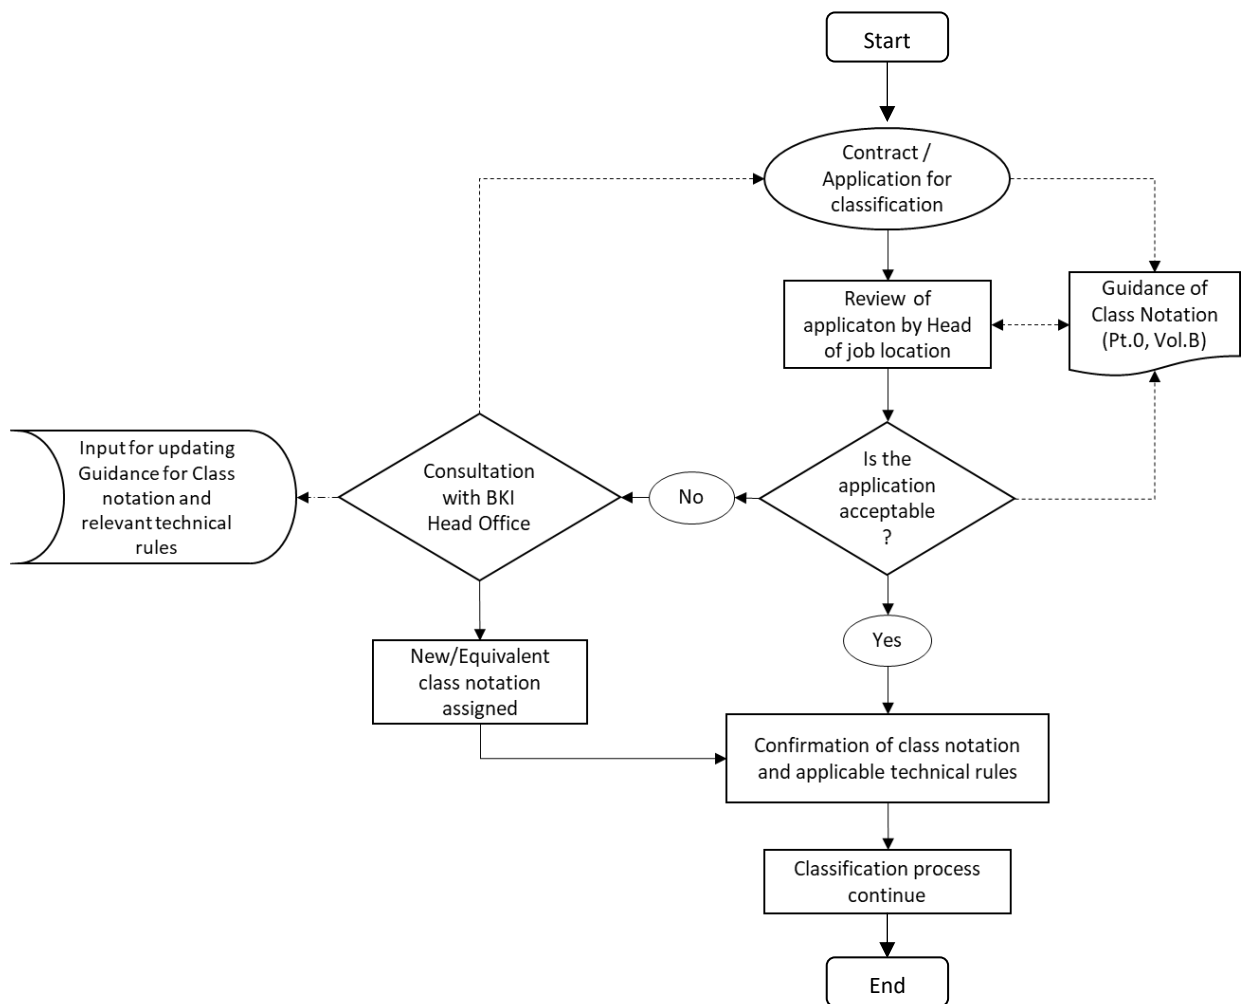 Start
Contract /
Application for
classification
Review of
applicaton by Head
of job location
Guidance of
Class Notation
(Pt.0, Vol.B)
Is the
application
acceptable
?
No
Consultation
with BKI
Head Office
Input for updating
Guidance for Class
notation and
relevant technical
rules
Yes
New/Equivalent
class notation
assigned
Confirmation of class notation
and applicable technical rules
Classification process
continue
End